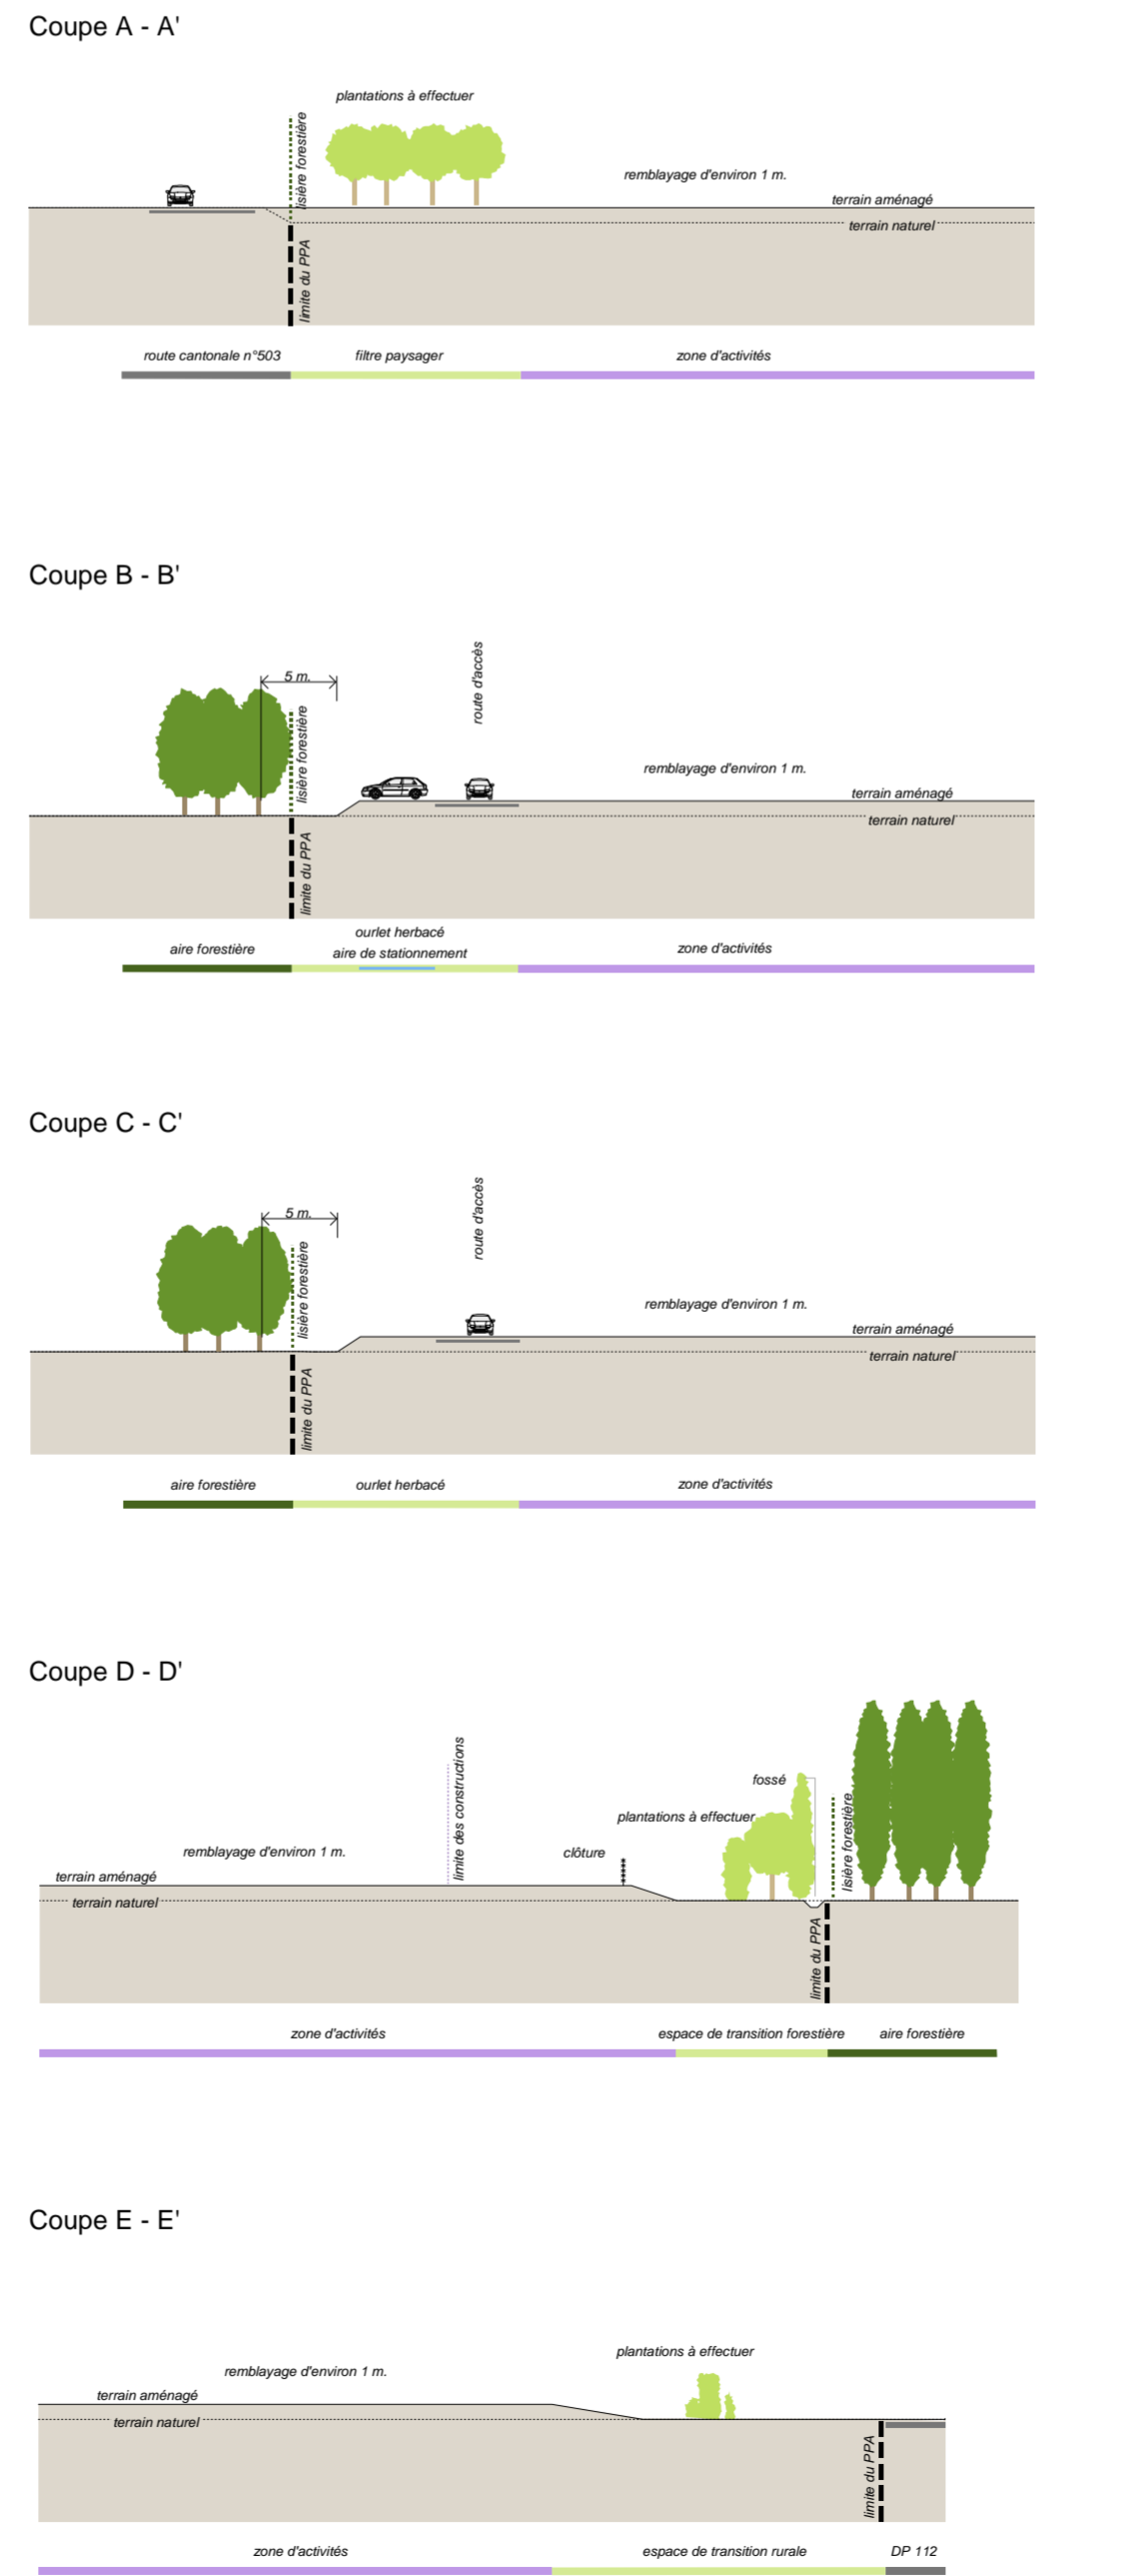 Coupe A - A'
plantations à effectuer
lisière forestière
remblayage d'environ 1 m.
terrain aménagé
terrain naturel
limite du PPA
route cantonale n°503
filtre paysager
zone d'activités
Coupe B - B'
route d'accès
5 m.
lisière forestière
remblayage d'environ 1 m.
terrain aménagé
terrain naturel
limite du PPA
ourlet herbacé
aire forestière
aire de stationnement
zone d'activités
Coupe C - C'
route d'accès
5 m.
lisière forestière
remblayage d'environ 1 m.
terrain aménagé
terrain naturel
limite du PPA
aire forestière
ourlet herbacé
zone d'activités
Coupe D - D'
limite des constructions
fossé
plantations à effectuer
lisière forestière
remblayage d'environ 1 m.
clôture
terrain aménagé
terrain naturel
limite du PPA
zone d'activités
espace de transition forestière
aire forestière
Coupe E - E'
plantations à effectuer
remblayage d'environ 1 m.
terrain aménagé
terrain naturel
limite du PPA
zone d'activités
espace de transition rurale
DP 112